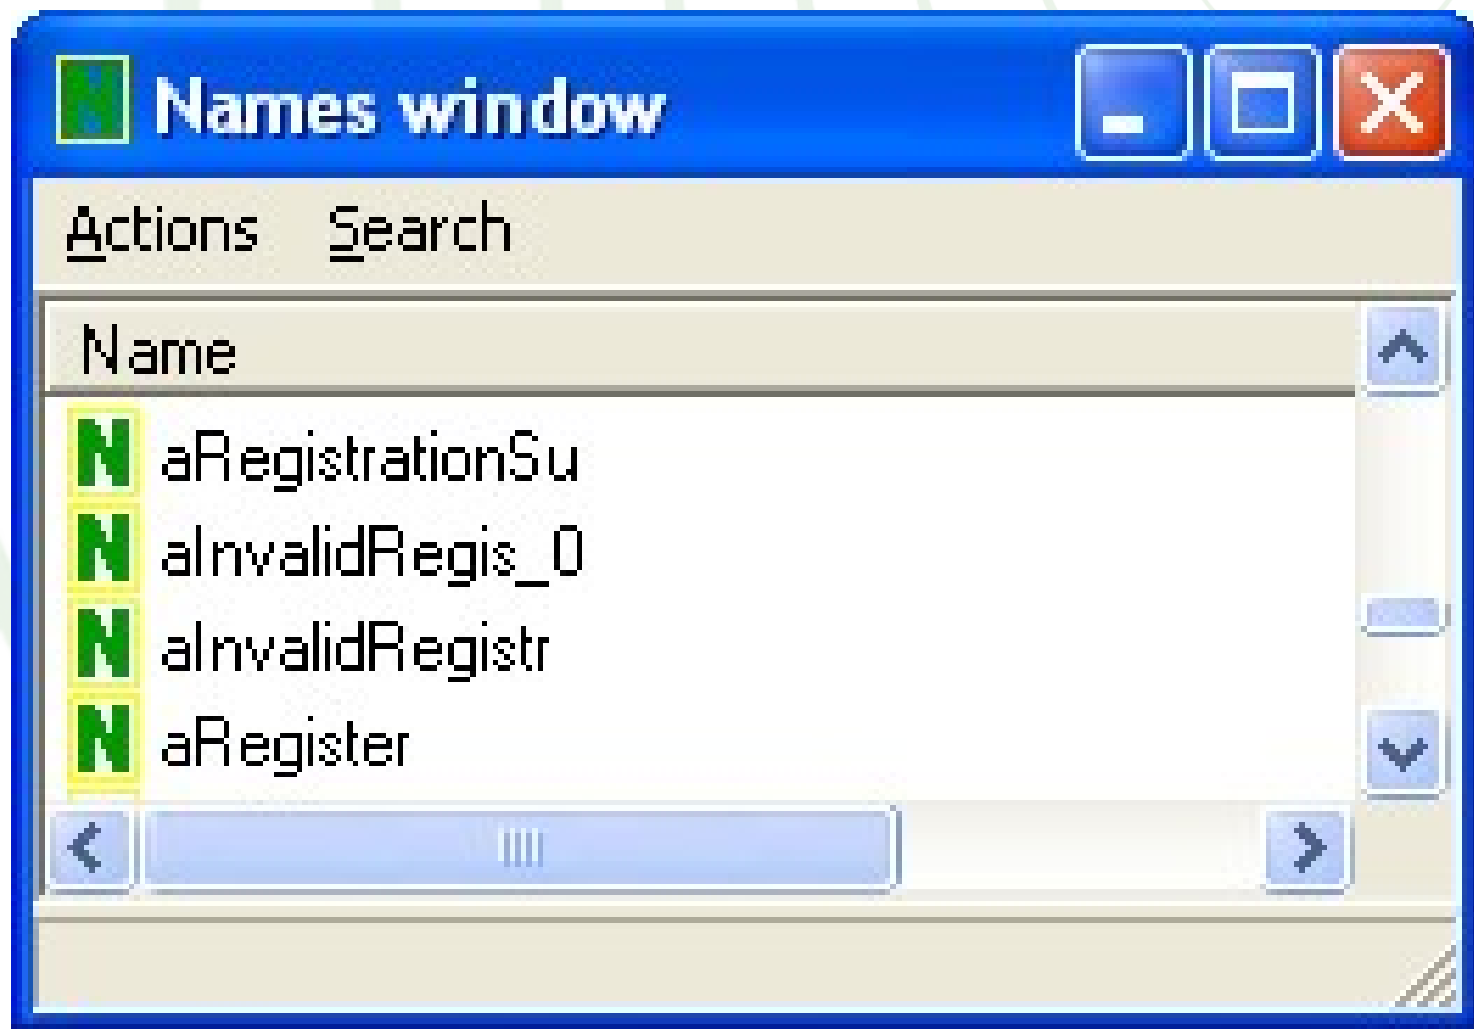 Names window
Actions Search
Name
aRegistrationSu
aInvalidRegis_0
aInvalidRegistr
aRegister